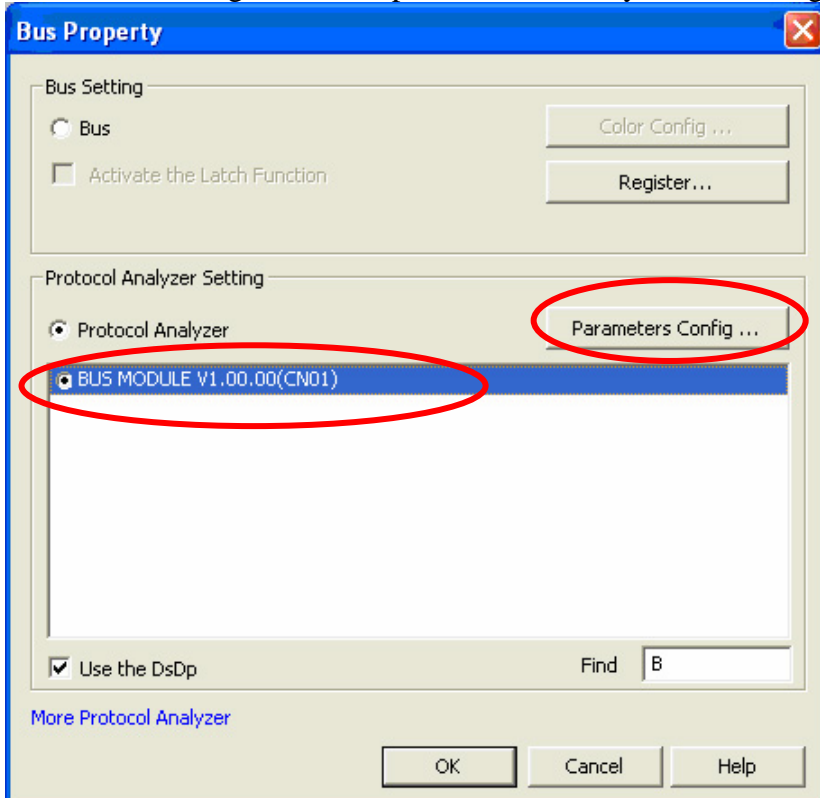 Bus Property
Bus Setting
Bus
Color Config ...
Activate the Latch Function
Register...
Protocol Analyzer Setting
Protocol Analyzer
Parameters Config ...
BUS MODULE V1.00.00(CN01)
Use the DsDp
Find B
More Protocol Analyzer
OK Cancel Help